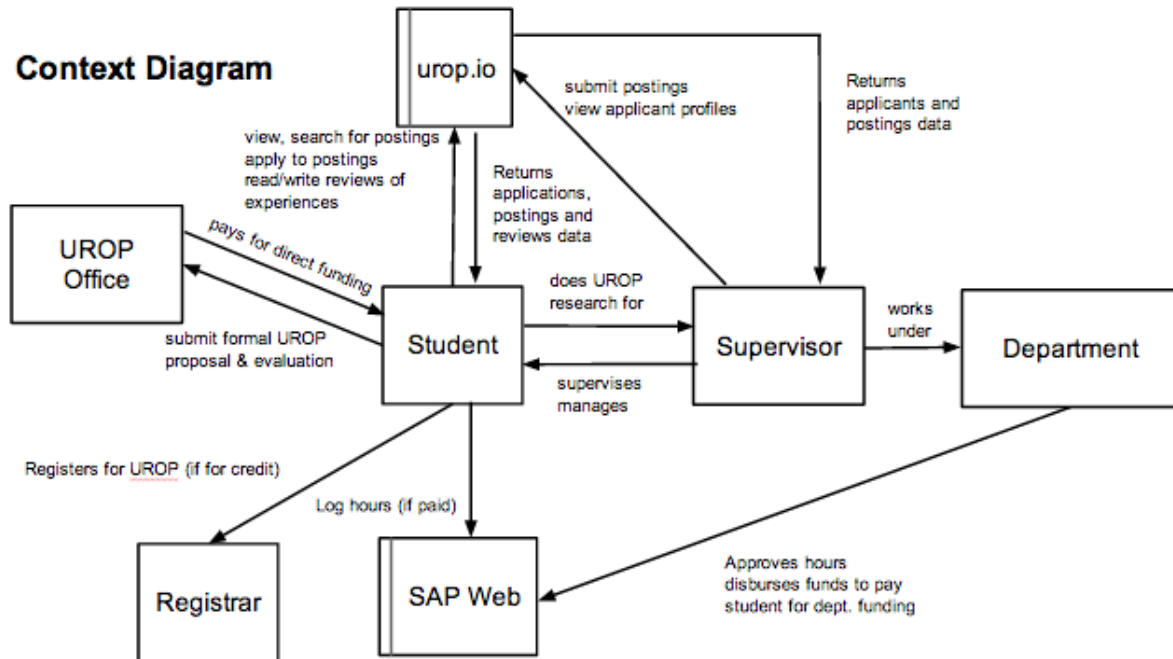 Context Diagram
urop.io
submit postings
view applicant profiles
Returns
applicants and
postings data
view, search for postings
apply to postings
read/write reviews of
experiences
Returns
applications,
postings and
reviews data
UROP
Office
pays for direct funding
submit formal UROP
proposal & evaluation
Student
does UROP
research for
supervises
manages
Supervisor
works
under
Department
Registers for UROP (if for credit)
Log hours (if paid)
Registrar
SAP Web
Approves hours
disburses funds to pay
student for dept. funding